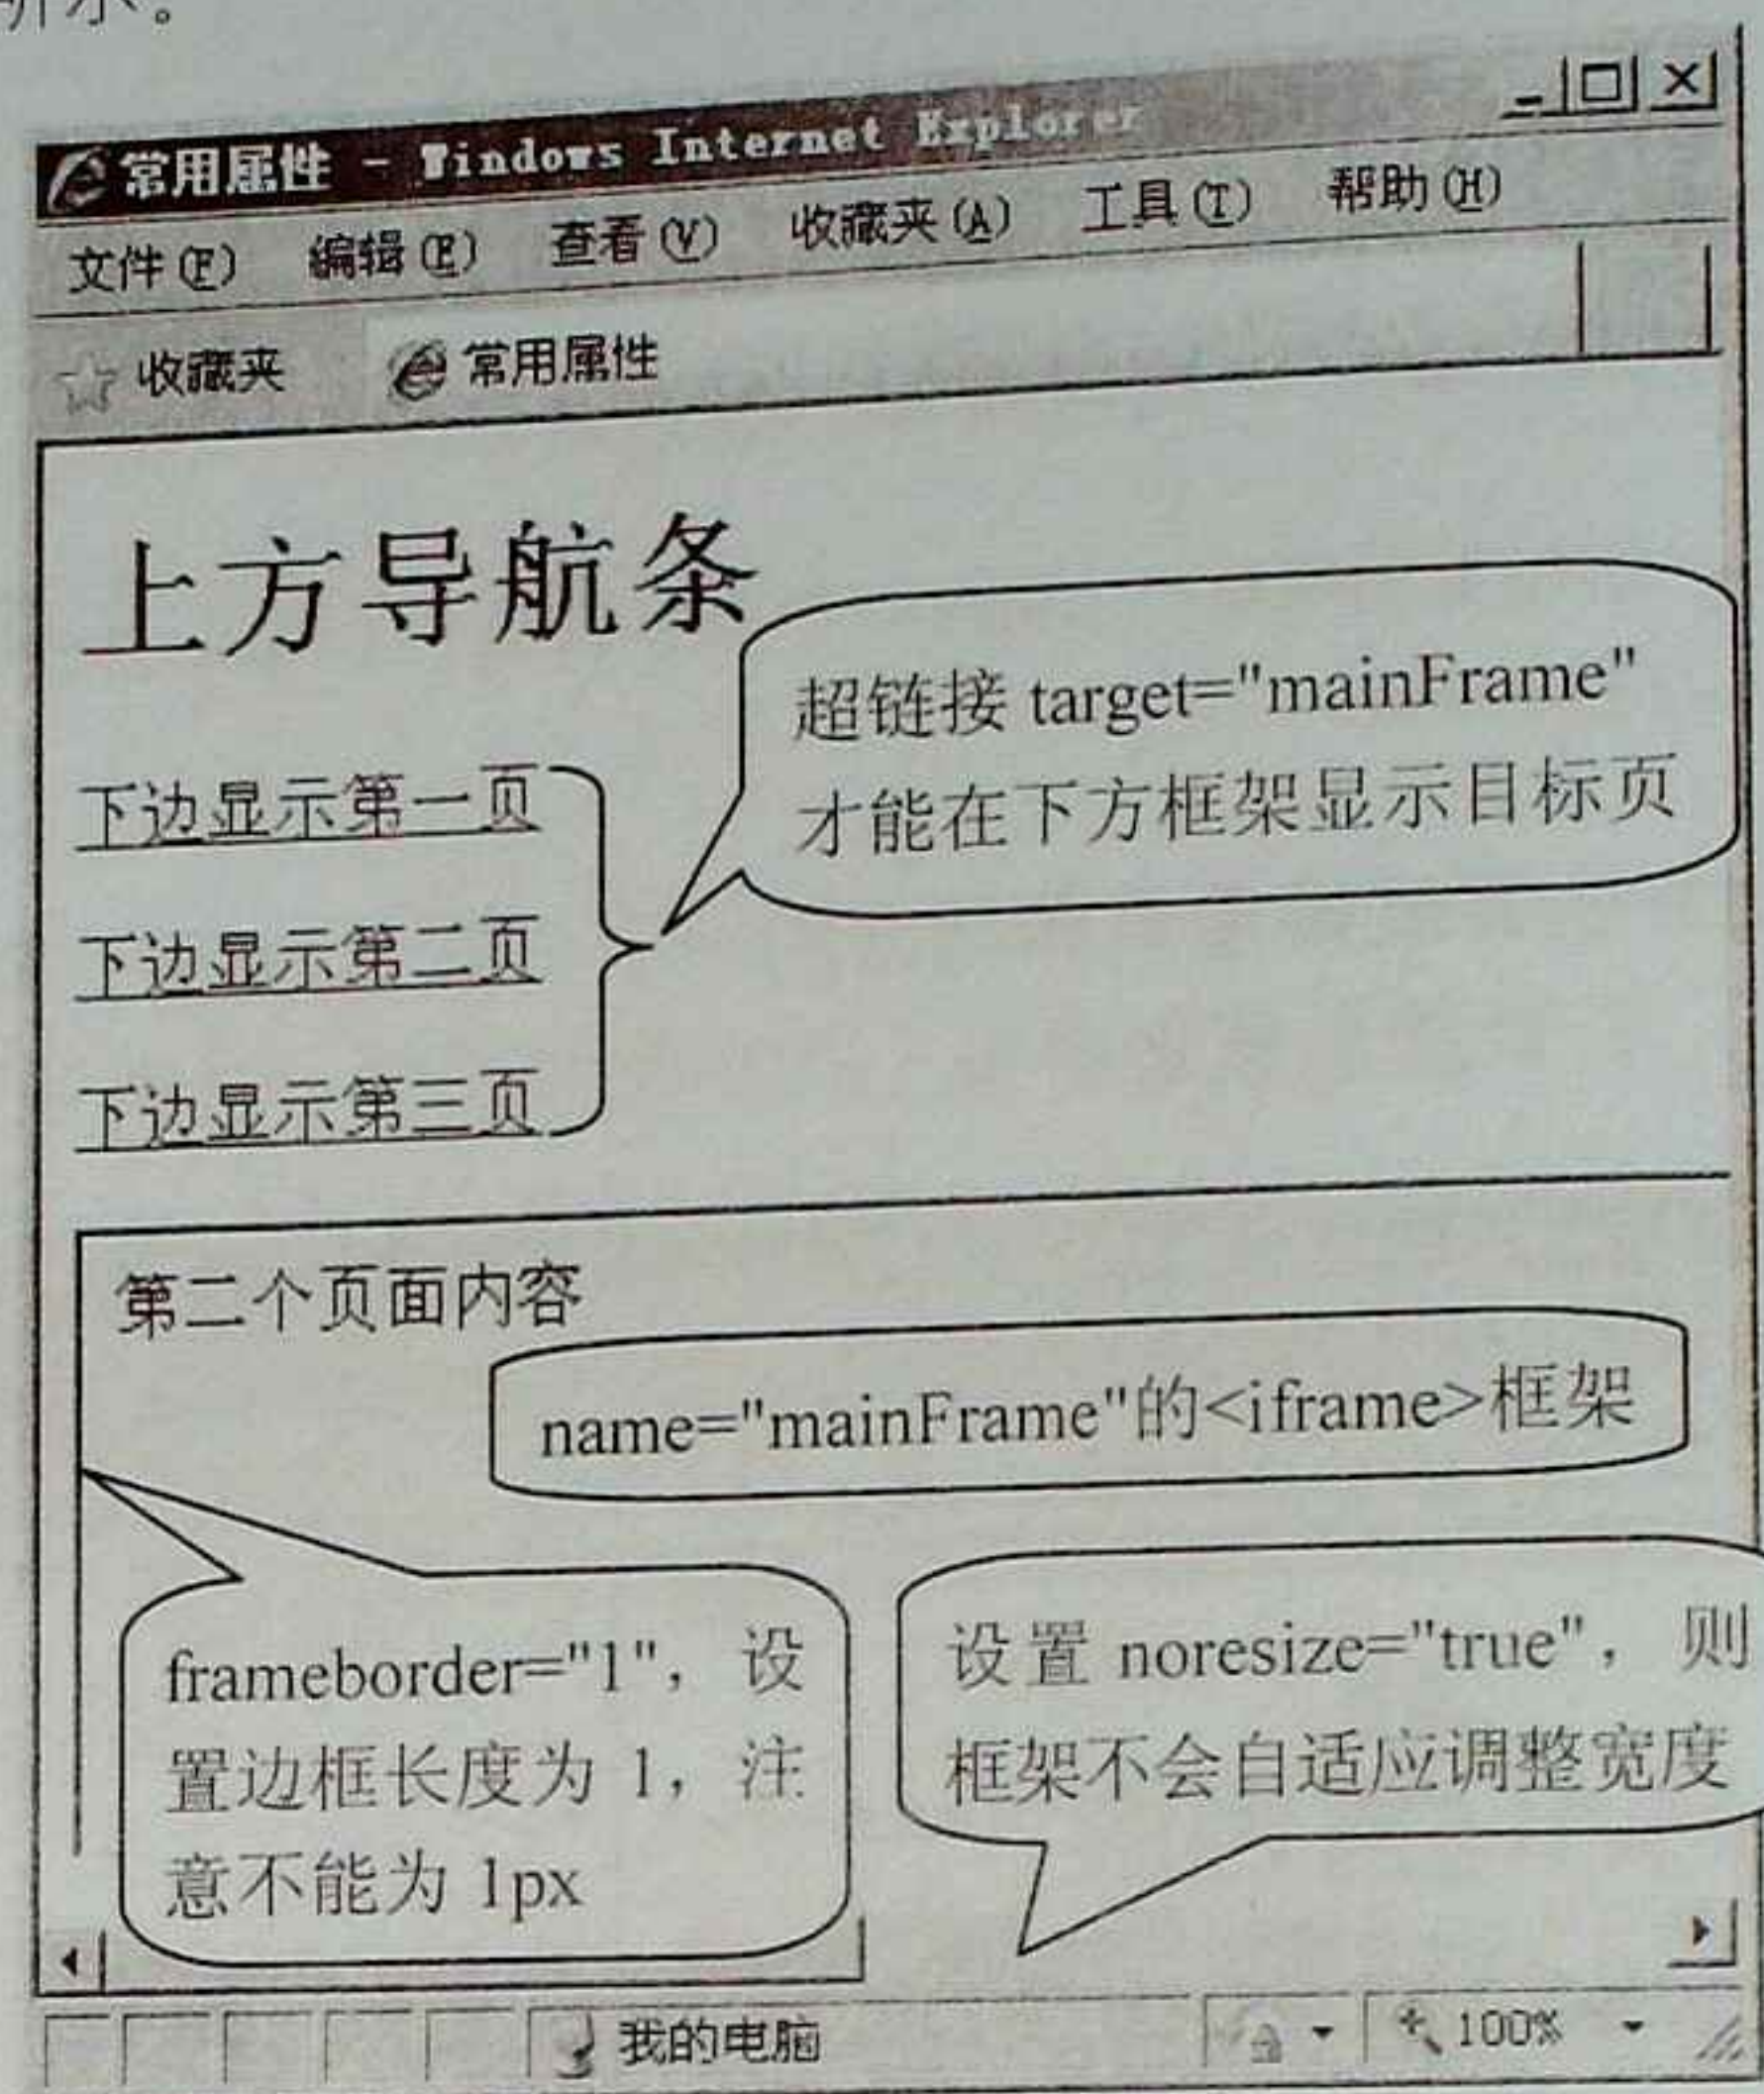 所示。
常用属性 - Windows Internet Explorer
文件(F) 编辑(E) 查看(V) 收藏夹(A) 工具(T) 帮助(H)
收藏夹 常用属性
上方导航条
超链接 target="mainFrame"
才能在下方框架显示目标页
下边显示第一页
下边显示第二页
下边显示第三页
第二个页面内容
name="mainFrame"的<iframe>框架
frameborder="1"，设
置边框长度为 1，注
意不能为 1px
设置 noresize="true"，则
框架不会自适应调整宽度
我的电脑 100%